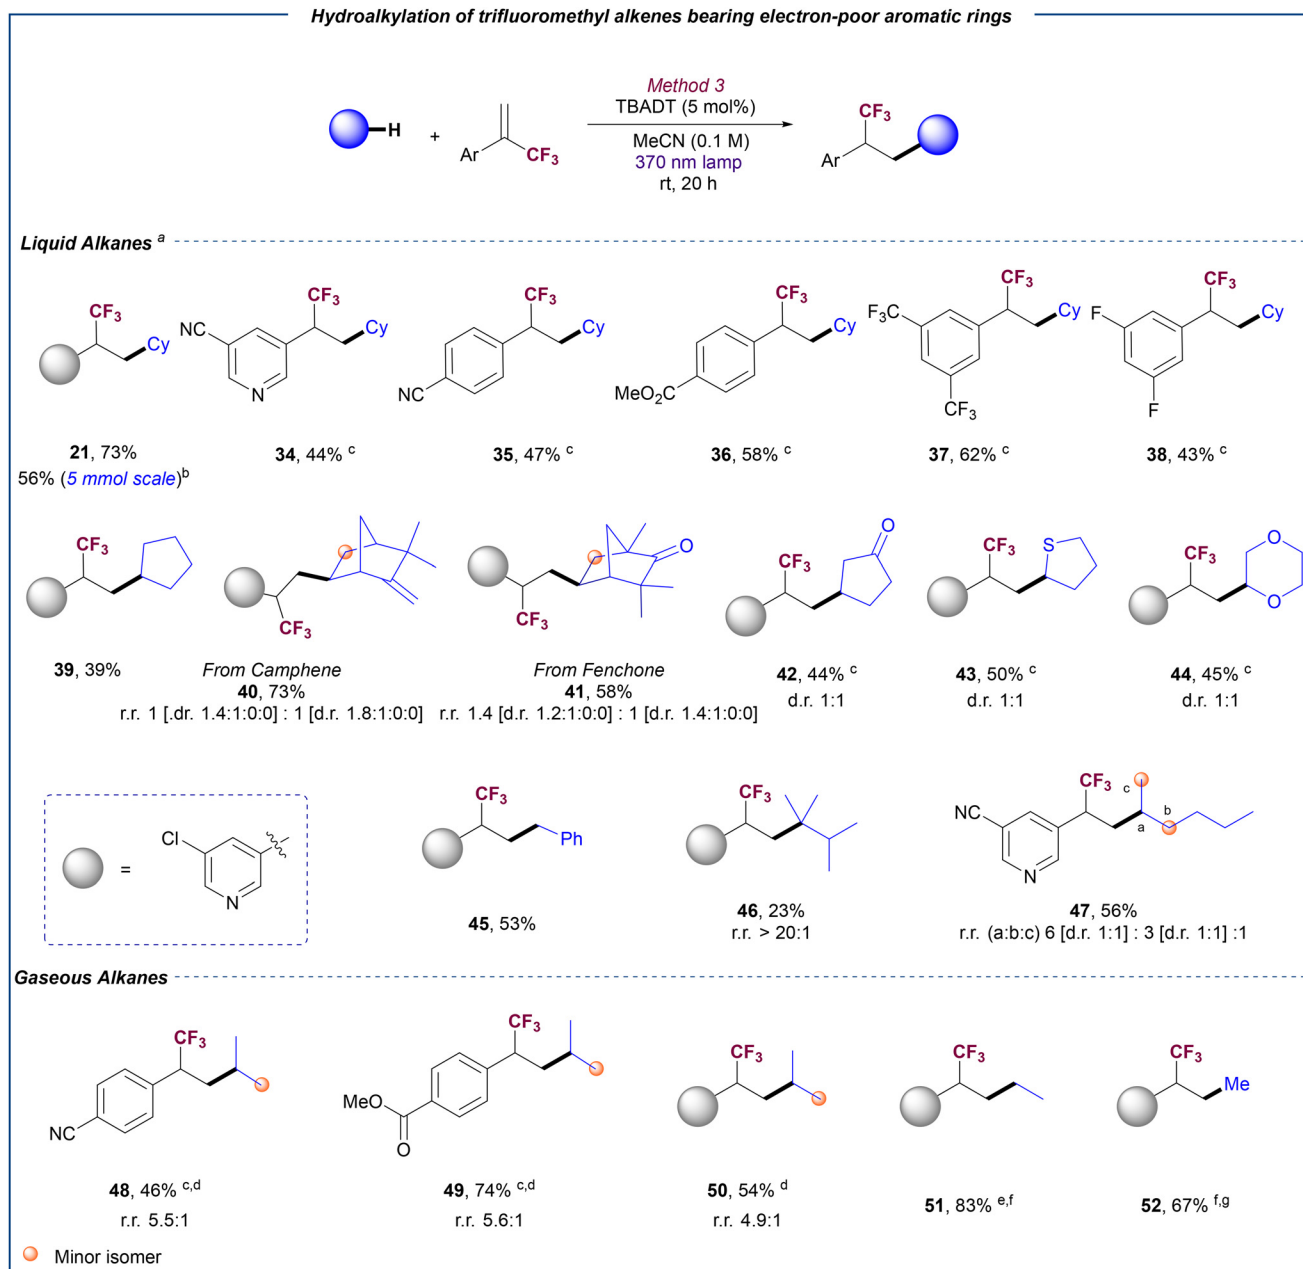 Hydroalkylation of trifluoromethyl alkenes bearing electron-poor aromatic rings
H
+
Ar
CF3
Method 3
TBADT (5 mol%)
MeCN (0.1 M)
370 nm lamp
rt, 20 h
CF3
Ar
Liquid Alkanes a
CF3
Cy
21, 73%
56% (5 mmol scale)b
CF3
NC
Cy
N
34, 44% c
CF3
Cy
NC
35, 47% c
CF3
Cy
MeO2C
36, 58% c
CF3
F3C
Cy
CF3
37, 62% c
CF3
F
Cy
F
38, 43% c
CF3
39, 39%
CF3
From Camphene
40, 73%
r.r. 1 [.dr. 1.4:1:0:0] : 1 [d.r. 1.8:1:0:0]
O
CF3
From Fenchone
41, 58%
r.r. 1.4 [d.r. 1.2:1:0:0] : 1 [d.r. 1.4:1:0:0]
O
CF3
42, 44% c
d.r. 1:1
CF3
S
43, 50% c
d.r. 1:1
CF3
O
O
44, 45% c
d.r. 1:1
=
Cl
N
CF3
Ph
45, 53%
CF3
46, 23%
r.r. > 20:1
CF3
c
b
a
NC
N
47, 56%
r.r. (a:b:c) 6 [d.r. 1:1] : 3 [d.r. 1:1] :1
Gaseous Alkanes
CF3
NC
48, 46% c,d
r.r. 5.5:1
CF3
MeO
O
49, 74% c,d
r.r. 5.6:1
CF3
50, 54% d
r.r. 4.9:1
CF3
51, 83% e,f
CF3
Me
52, 67% f,g
Minor isomer